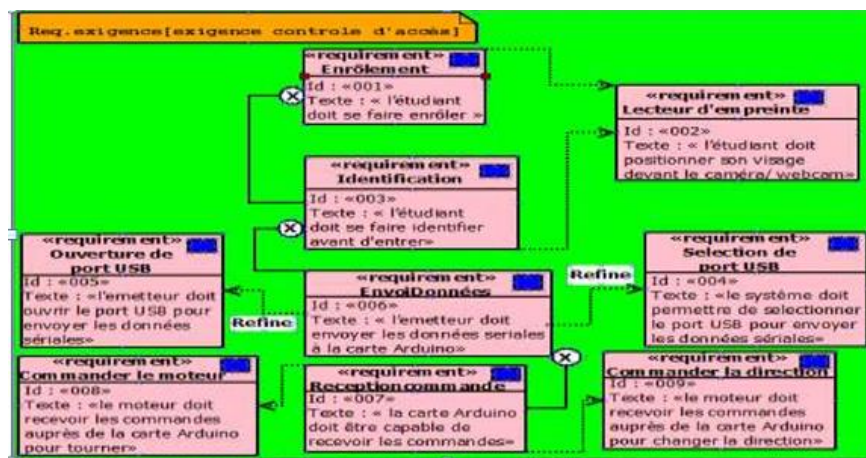 Req.exigence[exigence controle d'accès]
«requirement»
Enrôlement
Id : «001»
Texte : « l'étudiant
doit se faire enrôler »
«requirement»
Lecteur d'empreinte
Id : «002»
Texte : « l'étudiant doit
positionner son visage
devant le caméra/ webcam»
«requirement»
Identification
Id : «003»
Texte : « l'étudiant
doit se faire identifier
avant d'entrer»
«requirement»
Ouverture de
port USB
Id : «005»
Texte : «l'emetteur doit
ouvrir le port USB pour
envoyer les données
sériales»
Refine
«requirement»
EnvoiDonnées
Id : «006»
Texte : « l'emetteur doit
envoyer les données seriales
à la carte Arduino»
Refine
«requirement»
Selection de
port USB
Id : «004»
Texte : «le système doit
permettre de selectionner
le port USB pour envoyer
les données sériales»
«requirement»
Commander le moteur
Id : «008»
Texte : «le moteur doit
recevoir les commandes
auprès de la carte Arduino
pour tourner»
«requirement»
Receptioncommande
Id : «007»
Texte : « la carte Arduino
doit être capable de
recevoir les commandes»
«requirement»
Commander la direction
Id : «009»
Texte : «le moteur doit
recevoir les commandes
auprès de la carte Arduino
pour changer la direction»